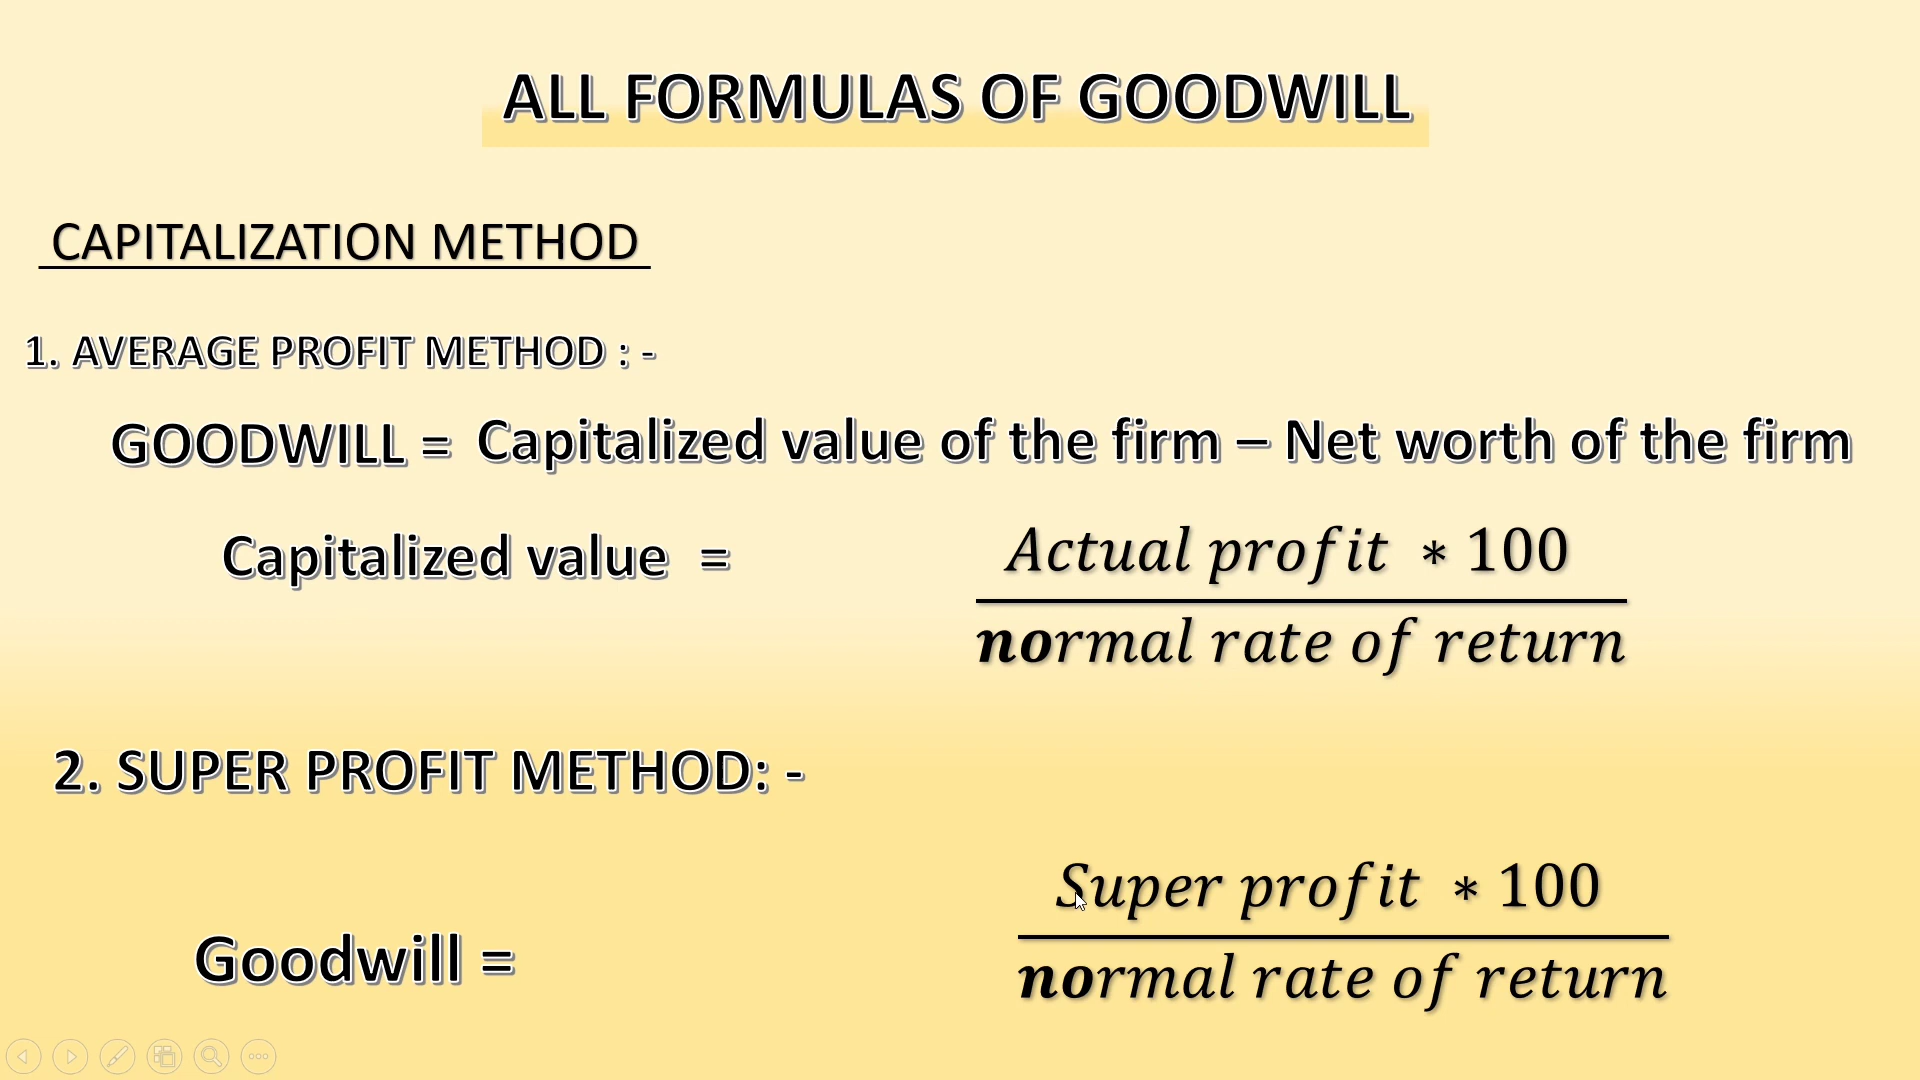 ALL FORMULAS OF GOODWILL
CAPITALIZATION METHOD
1. AVERAGE PROFIT METHOD : -
GOODWILL = Capitalized value of the firm – Net worth of the firm
Capitalized value = Actual profit * 100
normal rate of return
2. SUPER PROFIT METHOD: -
Super profit * 100
Goodwill =
normal rate of return